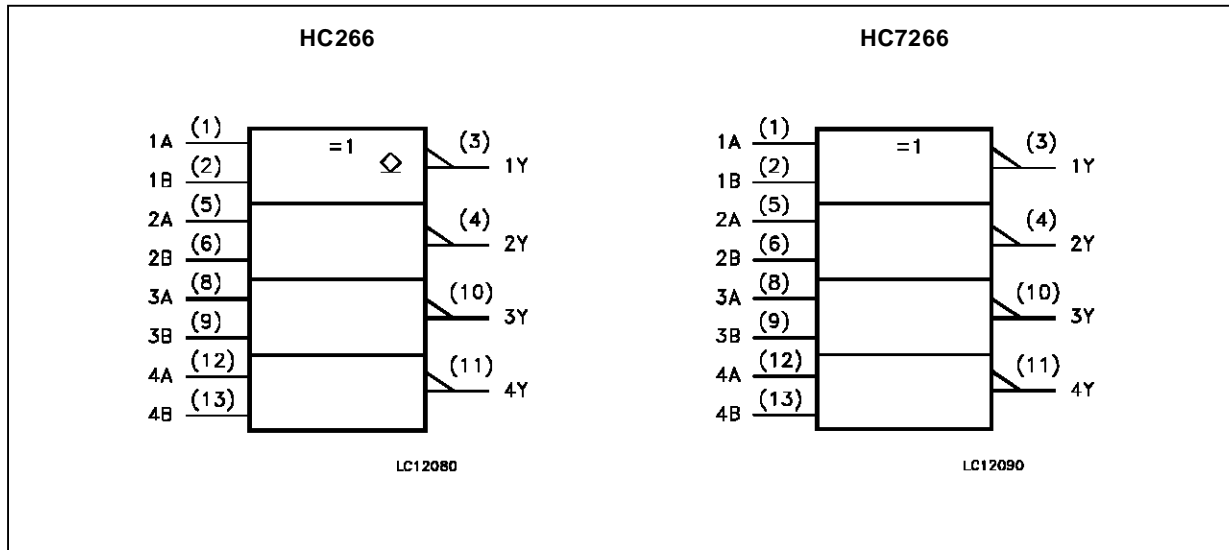 HC266
HC7266
1A (1)
=1
(3) 1Y
1B (2)
2A (5)
(4) 2Y
2B (6)
3A (8)
(10) 3Y
3B (9)
4A (12)
(11) 4Y
4B (13)
LC12080
1A (1)
=1
(3) 1Y
1B (2)
2A (5)
(4) 2Y
2B (6)
3A (8)
(10) 3Y
3B (9)
4A (12)
(11) 4Y
4B (13)
LC12090